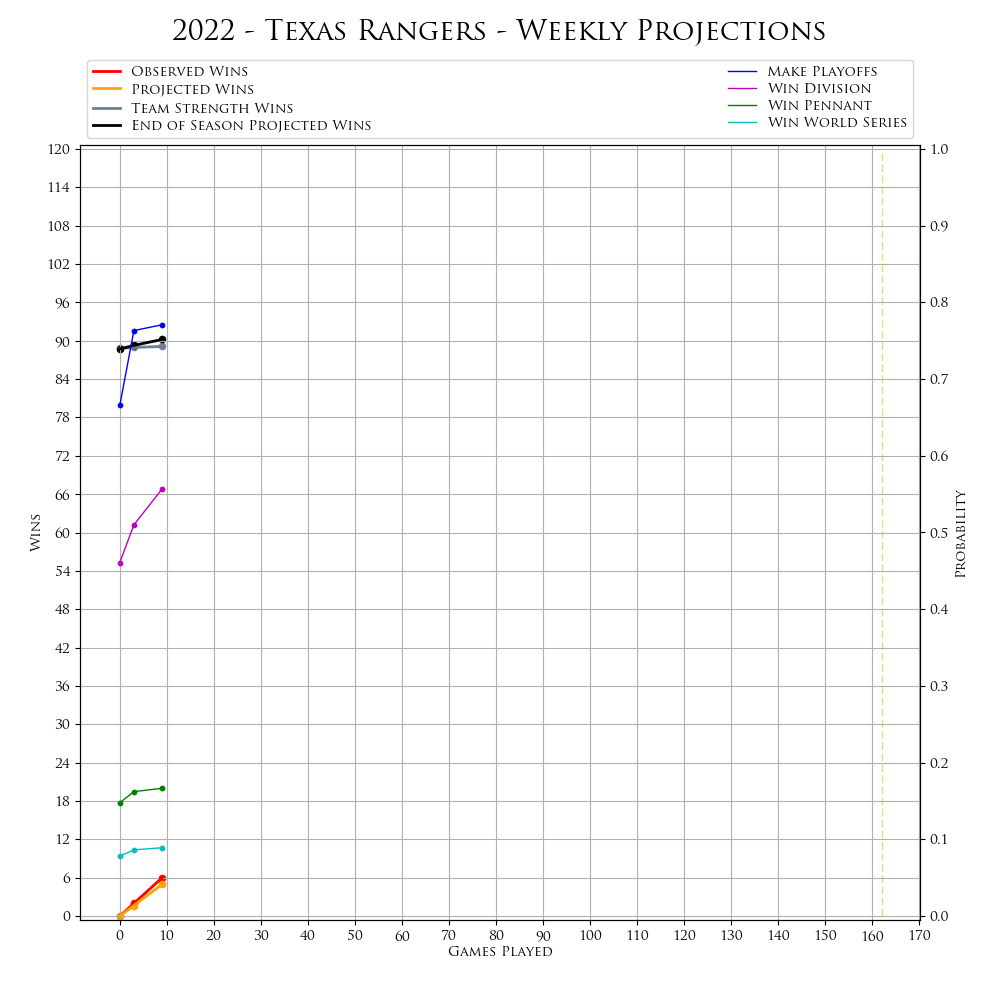 2022 - Texas Rangers - Weekly Projections
Observed Wins
Projected Wins
Team Strength Wins
End of Season Projected Wins
Make Playoffs
Win Division
Win Pennant
Win World Series
120
114
108
102
96
90
84
78
72
66
60
54
48
42
36
30
24
18
12
6
0
Wins
1.0
0.9
0.8
0.7
0.6
0.5
0.4
0.3
0.2
0.1
0.0
Probability
0 10 20 30 40 50 60 70 80 90 100 110 120 130 140 150 160 170
Games Played